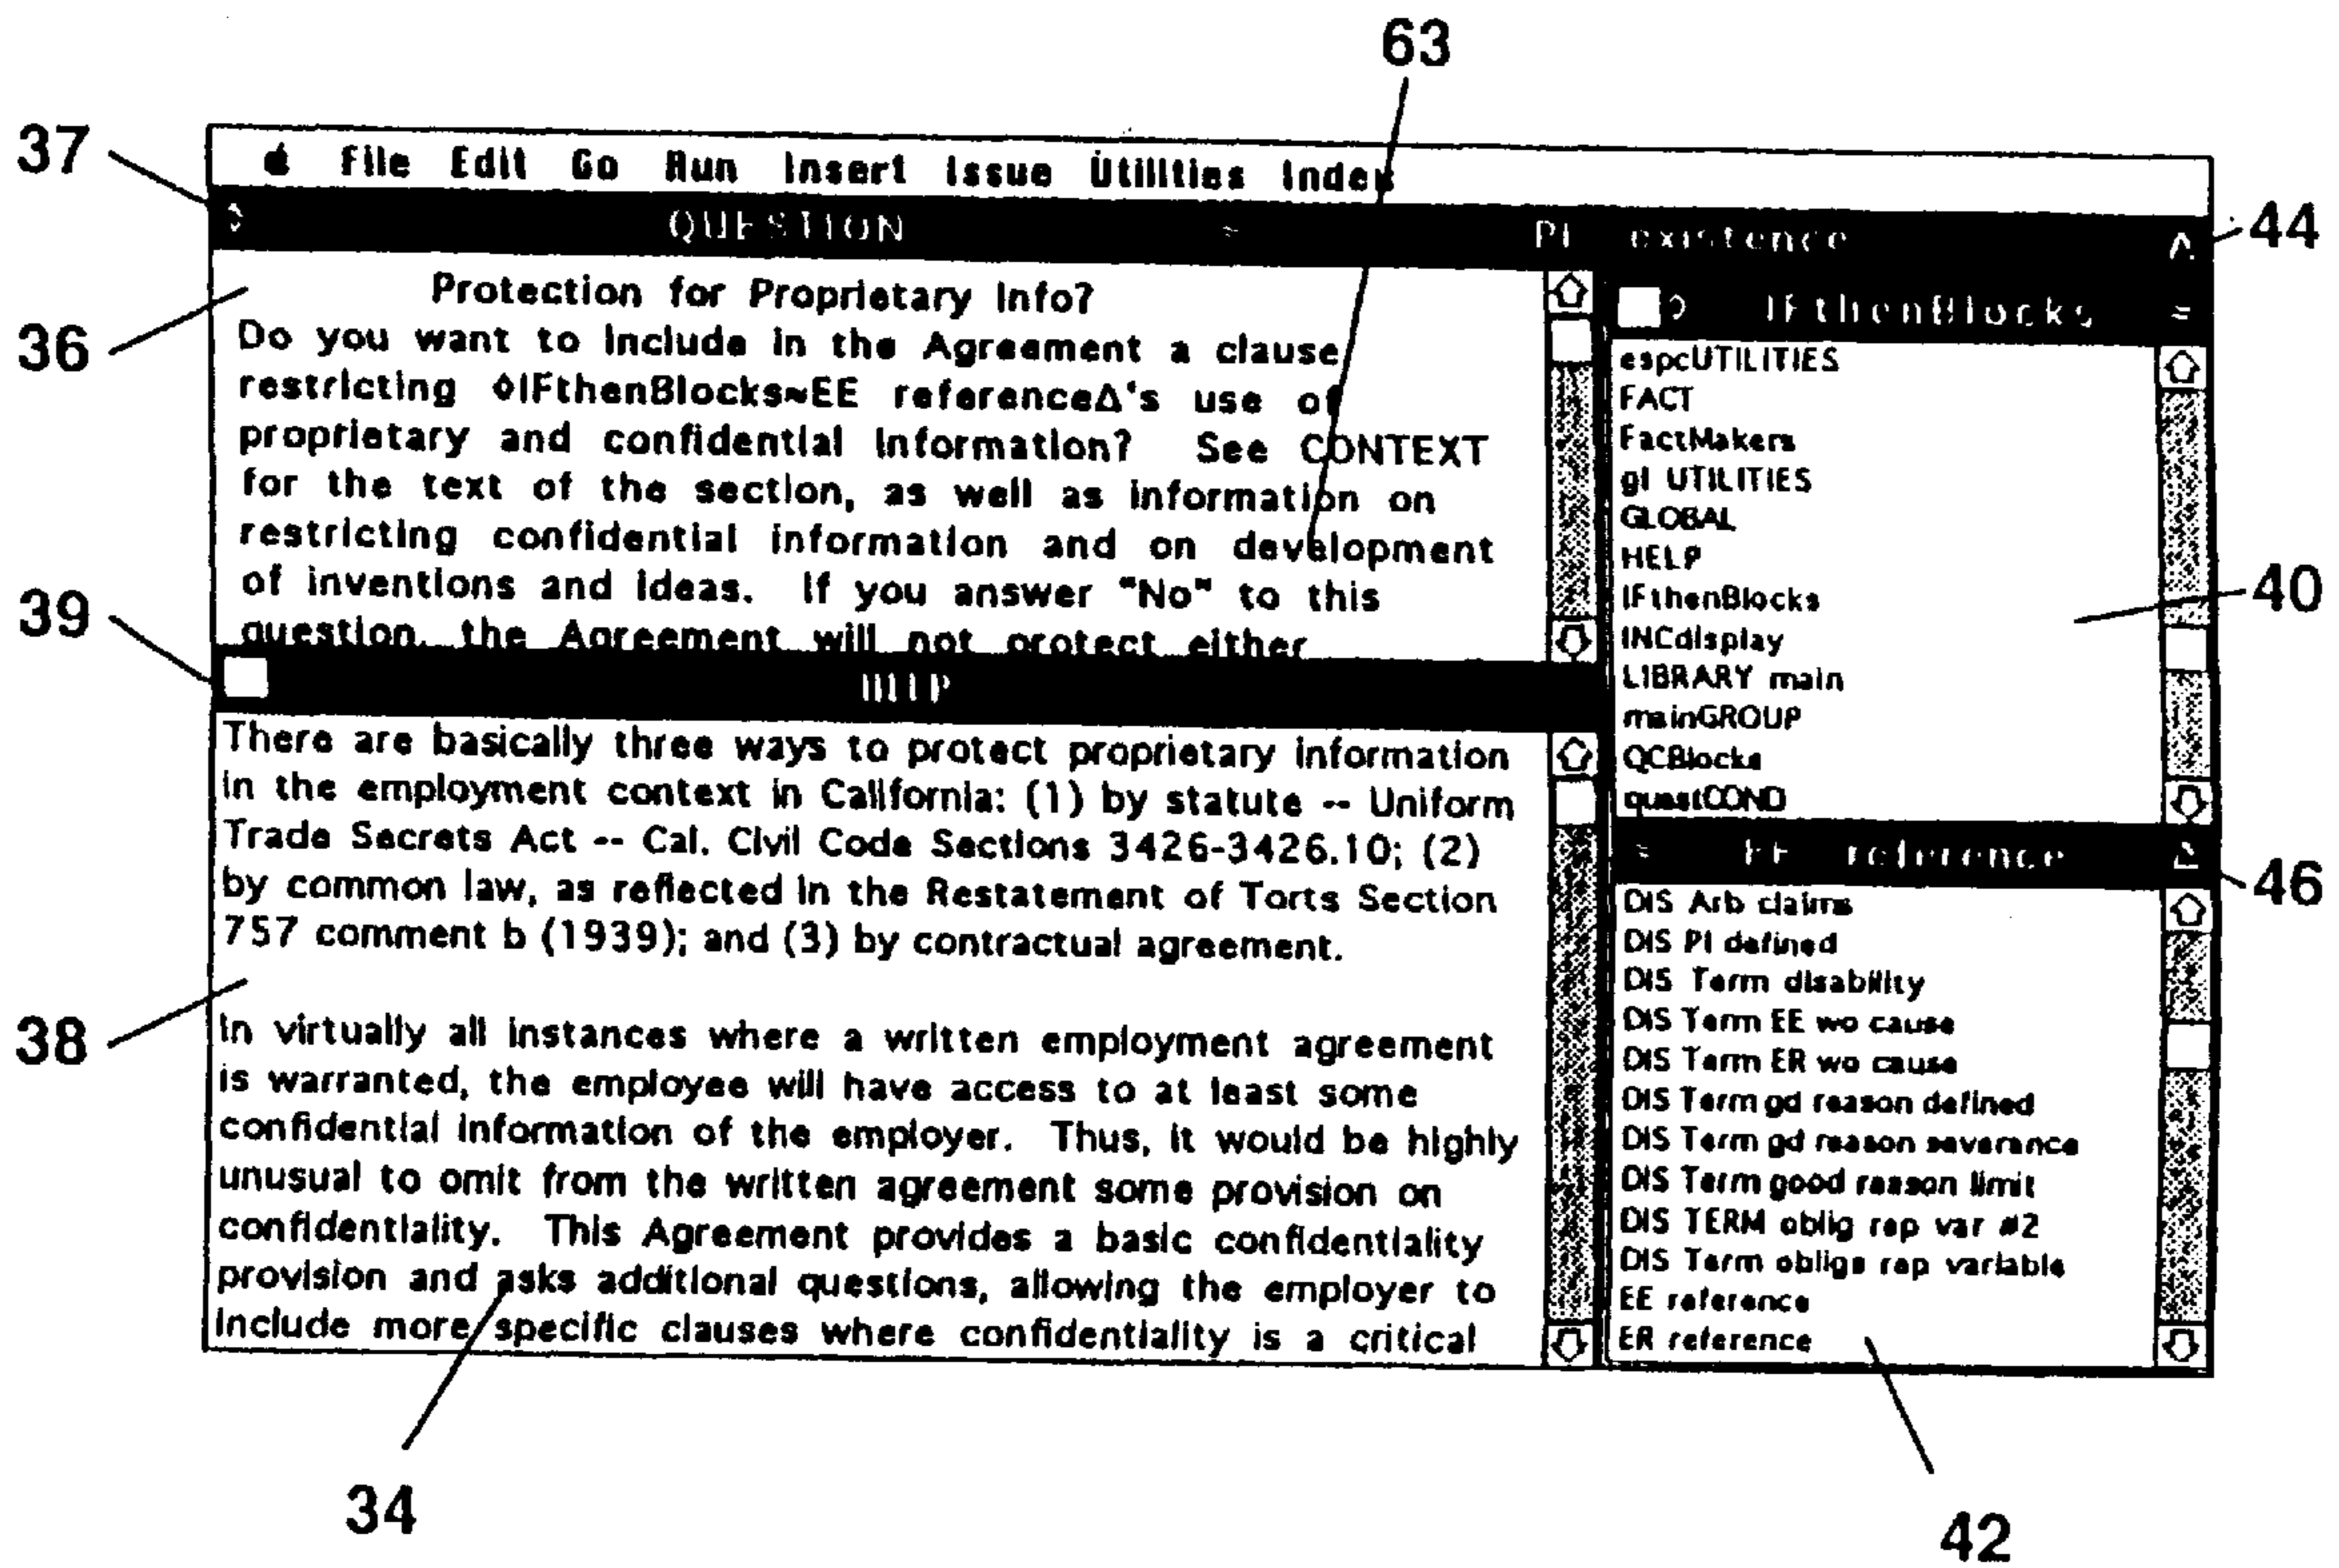 63
37
File Edit Go Run Insert Issue Utilities Index
◊ QUESTION ≈ PI existence Δ
44
36
Protection for Proprietary Info?
Do you want to Include in the Agreement a clause
restricting ◊IFthenBlocks≈EE referenceΔ's use of
proprietary and confidential Information? See CONTEXT
for the text of the section, as well as information on
restricting confidential information and on development
of inventions and ideas. If you answer "No" to this
question, the Agreement will not protect either
39
HELP
There are basically three ways to protect proprietary information
in the employment context in California: (1) by statute -- Uniform
Trade Secrets Act -- Cal. Civil Code Sections 3426-3426.10; (2)
by common law, as reflected in the Restatement of Torts Section
757 comment b (1939); and (3) by contractual agreement.
38
In virtually all instances where a written employment agreement
is warranted, the employee will have access to at least some
confidential information of the employer. Thus, it would be highly
unusual to omit from the written agreement some provision on
confidentiality. This Agreement provides a basic confidentiality
provision and asks additional questions, allowing the employer to
include more specific clauses where confidentiality is a critical
34
◊ IFthenBlocks ≈
espcUTILITIES
FACT
FactMakers
gl UTILITIES
GLOBAL
HELP
IFthenBlocks
40
INCdisplay
LIBRARY main
mainGROUP
QCBlocks
questCOND
≈ EE reference Δ
46
DIS Arb claims
DIS PI defined
DIS Term disability
DIS Term EE wo cause
DIS Term ER wo cause
DIS Term gd reason defined
DIS Term gd reason severance
DIS Term good reason limit
DIS TERM oblig rep var #2
DIS Term obligs rep variable
EE reference
ER reference
42